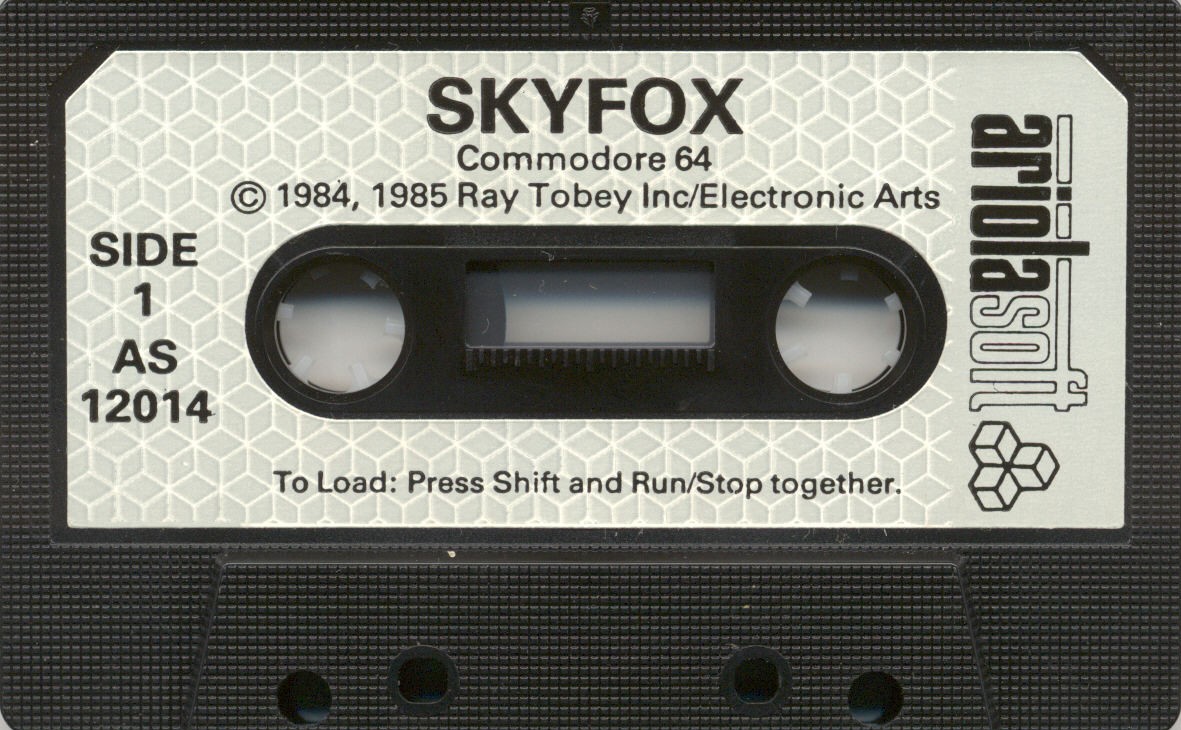 SKYFOX
Commodore 64
© 1984, 1985 Ray Tobey Inc/Electronic Arts
SIDE
1
AS
12014
To Load: Press Shift and Run/Stop together.
ariolasoft